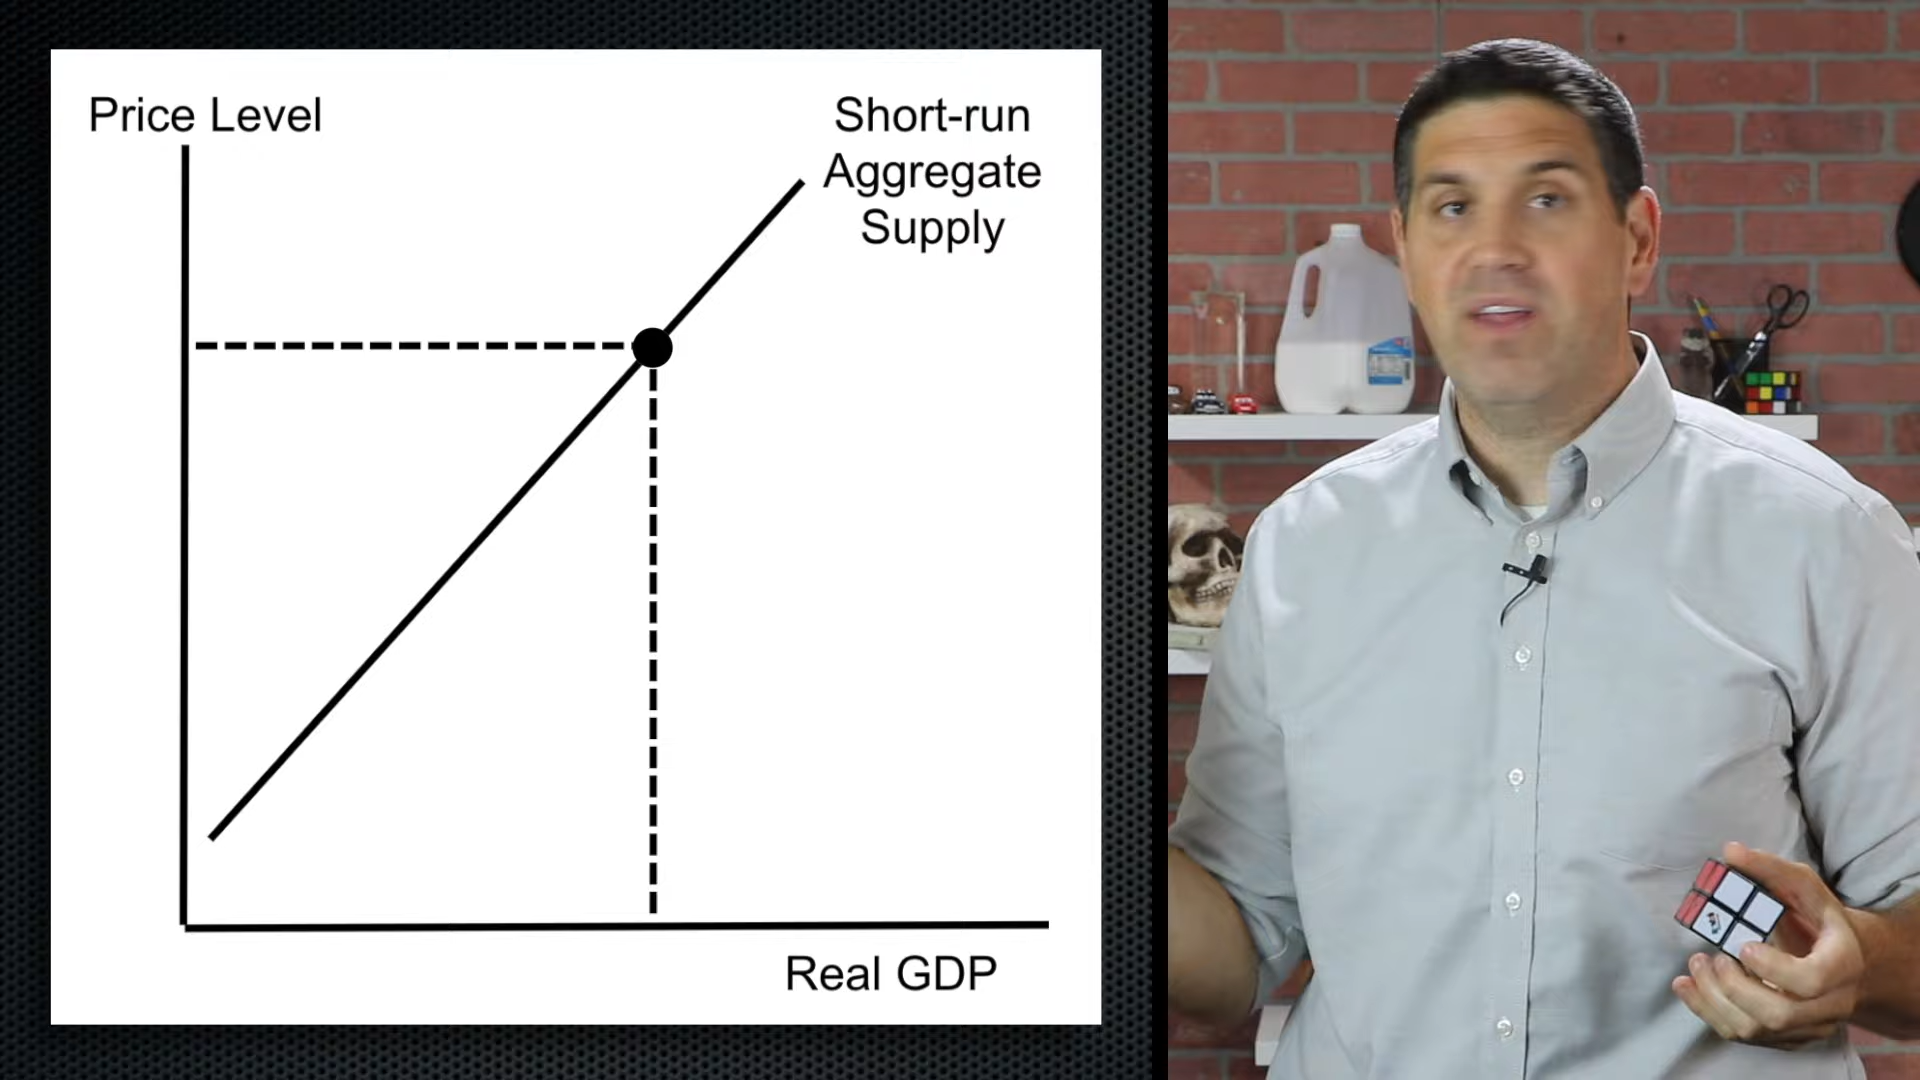 Price Level
Short-run
Aggregate
Supply
Real GDP